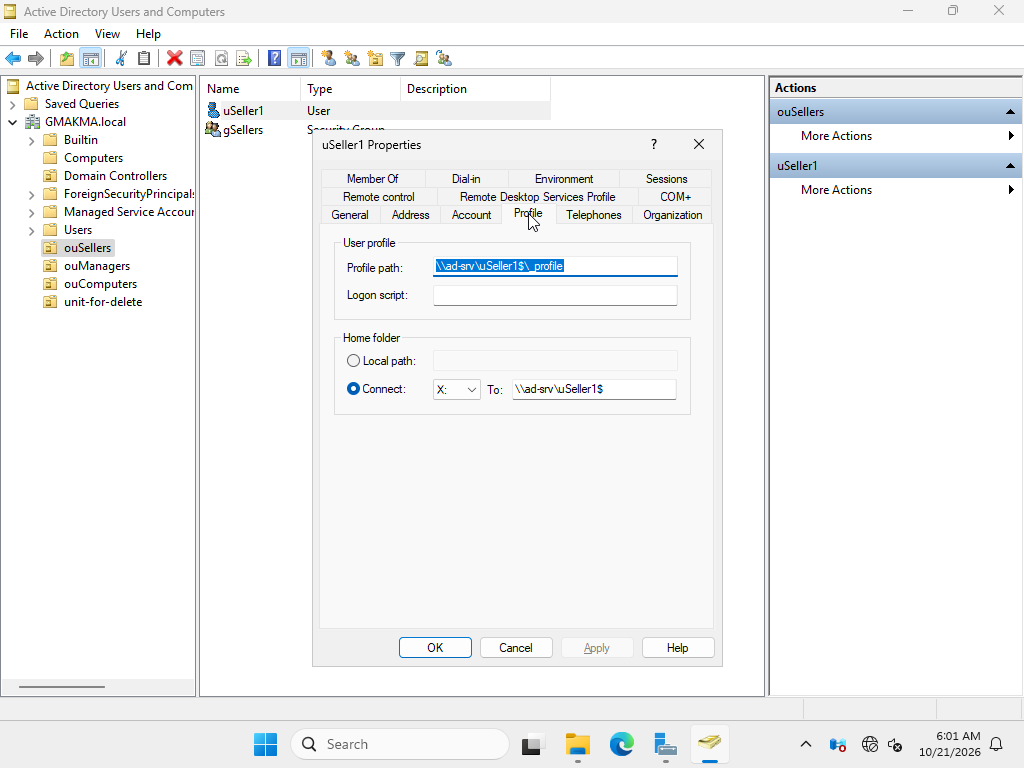 Active Directory Users and Computers
File Action View Help
Active Directory Users and Com
Saved Queries
GMAKMA.local
Builtin
Computers
Domain Controllers
ForeignSecurityPrincipals
Managed Service Accour
Users
ouSellers
ouManagers
ouComputers
unit-for-delete
Name Type Description
uSeller1 User
gSellers Security Group
uSeller1 Properties
?
Member Of Dial-in Environment Sessions
Remote control Remote Desktop Services Profile COM+
General Address Account Profile Telephones Organization
User profile
Profile path: \\ad-srv\uSeller1$\_profile
Logon script:
Home folder
Local path:
Connect: X: To: \\ad-srv\uSeller1$
OK Cancel Apply Help
Actions
ouSellers
More Actions
uSeller1
More Actions
Search
6:01 AM
10/21/2026